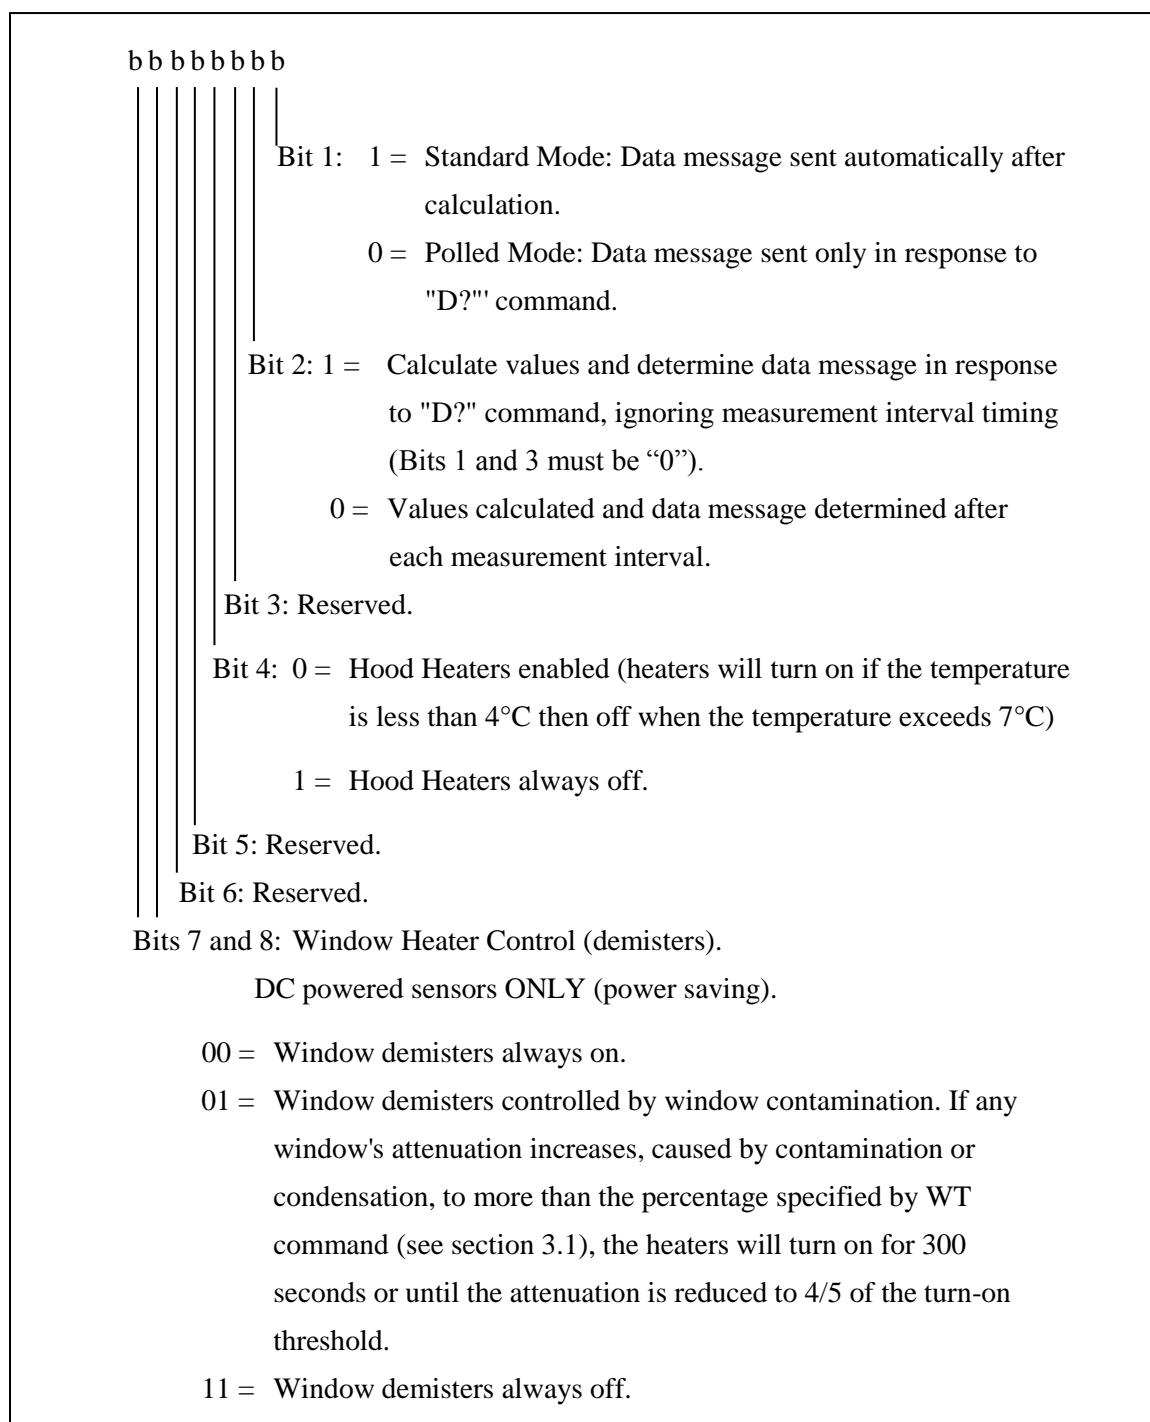 b b b b b b b b
Bit 1: 1 = Standard Mode: Data message sent automatically after
calculation.
0 = Polled Mode: Data message sent only in response to
"D?"' command.
Bit 2: 1 = Calculate values and determine data message in response
to "D?" command, ignoring measurement interval timing
(Bits 1 and 3 must be “0”).
0 = Values calculated and data message determined after
each measurement interval.
Bit 3: Reserved.
Bit 4: 0 = Hood Heaters enabled (heaters will turn on if the temperature
is less than 4°C then off when the temperature exceeds 7°C)
1 = Hood Heaters always off.
Bit 5: Reserved.
Bit 6: Reserved.
Bits 7 and 8: Window Heater Control (demisters).
DC powered sensors ONLY (power saving).
00 = Window demisters always on.
01 = Window demisters controlled by window contamination. If any
window's attenuation increases, caused by contamination or
condensation, to more than the percentage specified by WT
command (see section 3.1), the heaters will turn on for 300
seconds or until the attenuation is reduced to 4/5 of the turn-on
threshold.
11 = Window demisters always off.